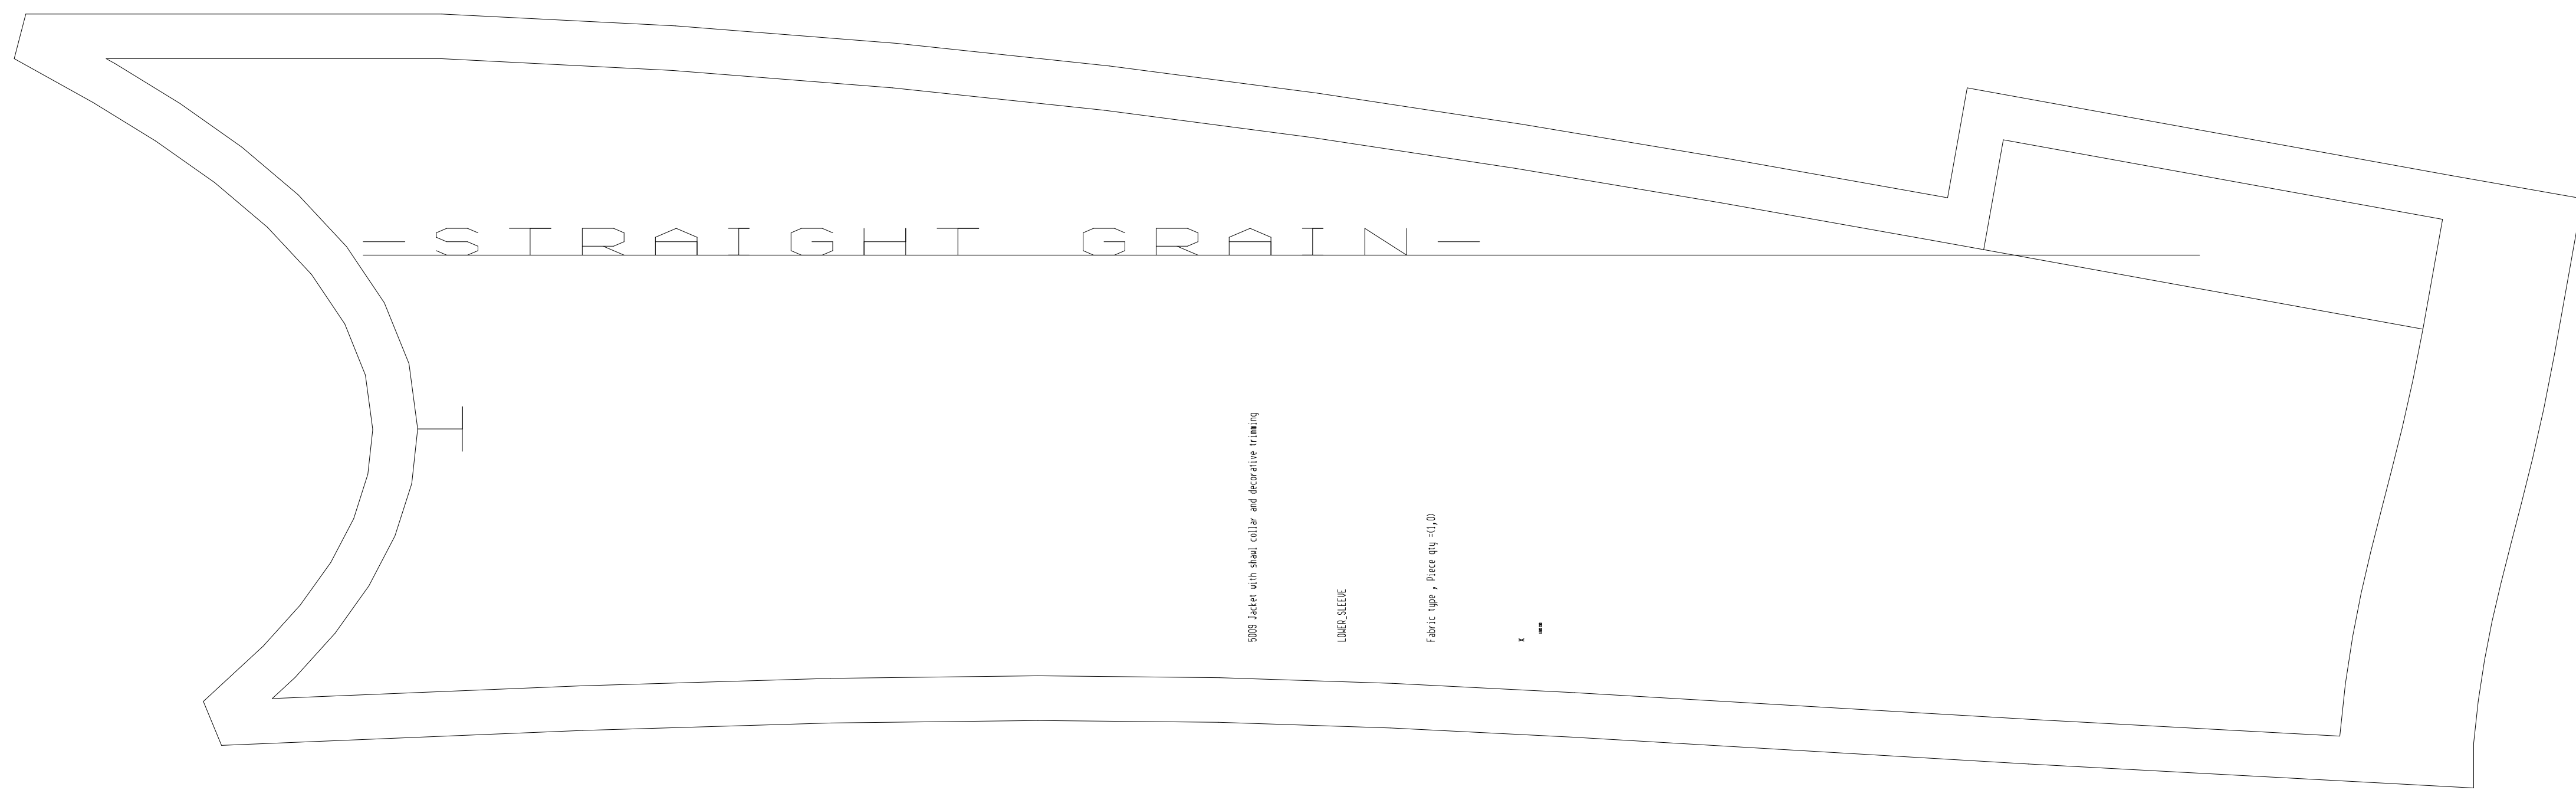 -STRAIGHT GRAIN-
5009 Jacket with shawl collar and decorative trimming
LOWER_SLEEVE
Fabric type , Piece qty =(1,0)